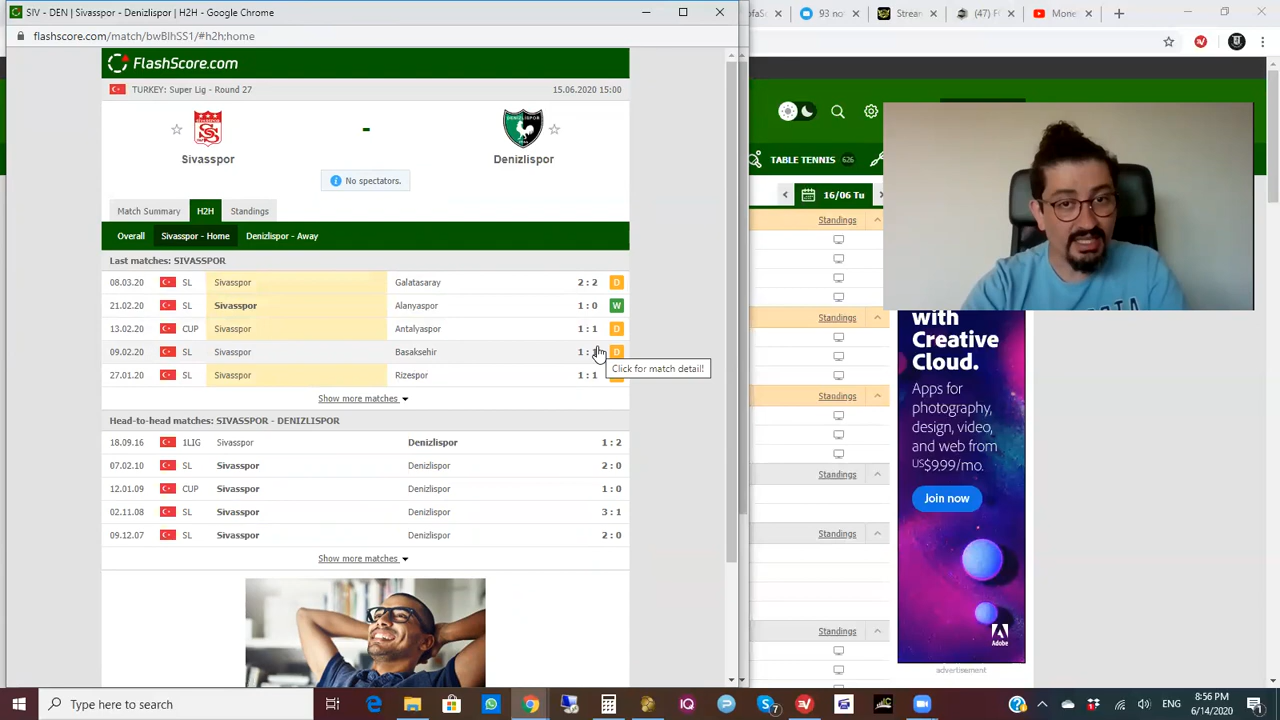 SIV - DEN | Sivasspor - Denizlispor | H2H - Google Chrome
flashscore.com/match/bwBlhSS1/#h2h;home
93 no
Stream
(47) F
Mone
FlashScore.com
TURKEY: Super Lig - Round 27 15.06.2020 15:00
Sivasspor - Denizlispor
No spectators.
Match Summary H2H Standings
Overall Sivasspor - Home Denizlispor - Away
Last matches: SIVASSPOR
08.03.20 SL Sivasspor Galatasaray 2 : 2 D
21.02.20 SL Sivasspor Alanyaspor 1 : 0 W
13.02.20 CUP Sivasspor Antalyaspor 1 : 1 D
09.02.20 SL Sivasspor Basaksehir 1 : D
Click for match detail!
27.01.20 SL Sivasspor Rizespor 1 : 1
Show more matches
Head-to-head matches: SIVASSPOR - DENIZLISPOR
18.09.16 1LIG Sivasspor Denizlispor 1 : 2
07.02.10 SL Sivasspor Denizlispor 2 : 0
12.01.09 CUP Sivasspor Denizlispor 1 : 0
02.11.08 SL Sivasspor Denizlispor 3 : 1
09.12.07 SL Sivasspor Denizlispor 2 : 0
Show more matches
TABLE TENNIS 626
16/06 Tu
Standings
Standings
Standings
Standings
Standings
Standings
with
Creative
Cloud.
Apps for
photography,
design, video,
and web from
US$9.99/mo.
Join now
Adobe
advertisement
Type here to search
ENG
8:56 PM
6/14/2020